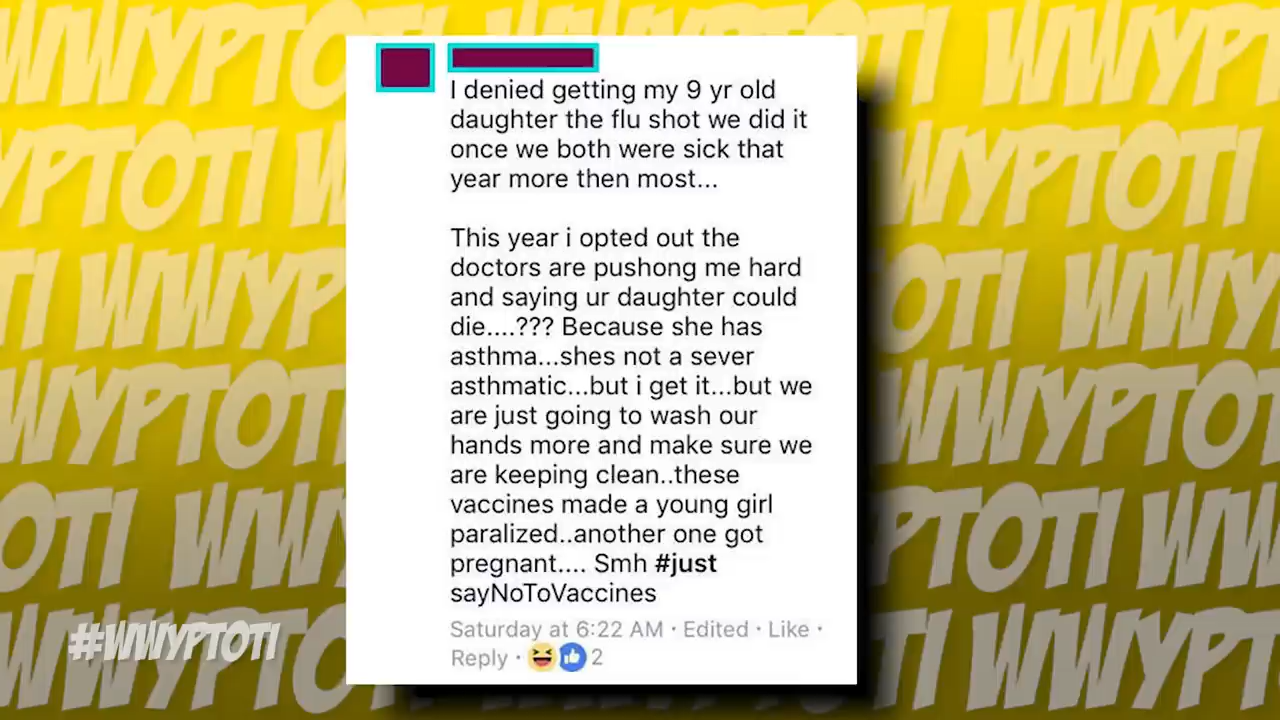 I denied getting my 9 yr old
daughter the flu shot we did it
once we both were sick that
year more then most...
This year i opted out the
doctors are pushong me hard
and saying ur daughter could
die....??? Because she has
asthma...shes not a sever
asthmatic...but i get it...but we
are just going to wash our
hands more and make sure we
are keeping clean..these
vaccines made a young girl
paralized..another one got
pregnant.... Smh #just
sayNoToVaccines
Saturday at 6:22 AM · Edited · Like ·
Reply · 2
#WWYPTOTI